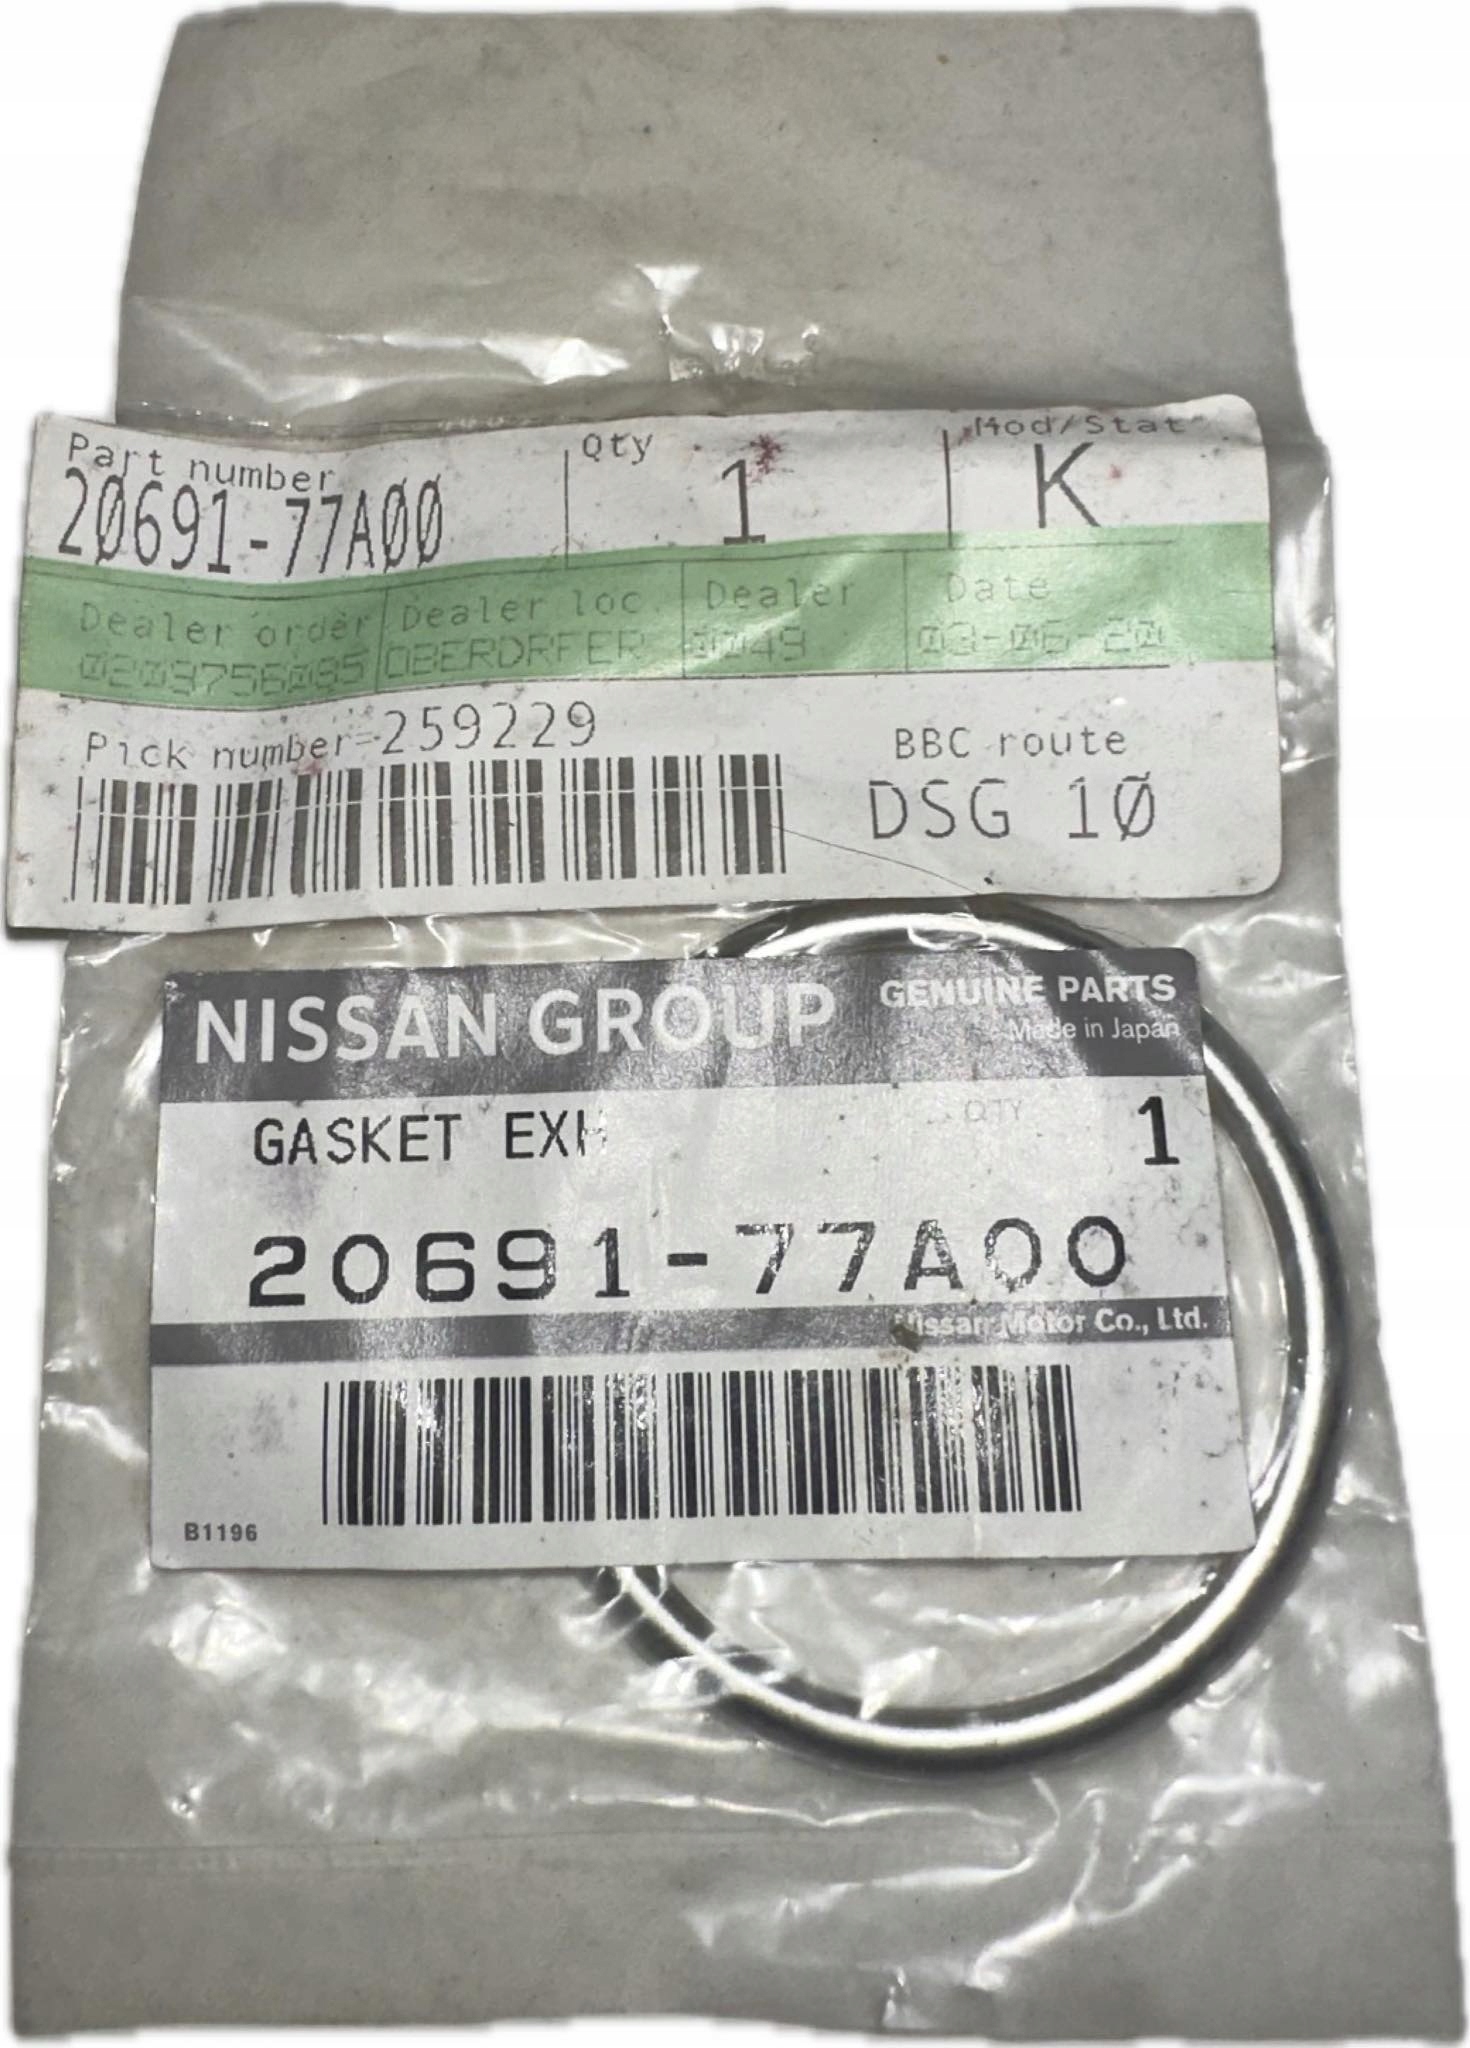 Part number Qty Mod/Stat
20691-77A00 1 K
Dealer order Dealer loc. Dealer Date
0209756085 OBERDRFER 0049 03-06-20
Pick number= 259229 BBC route
DSG 10
NISSAN GROUP GENUINE PARTS
Made in Japan
GASKET EXH QTY 1
20691-77A00
Nissan Motor Co., Ltd.
B1196